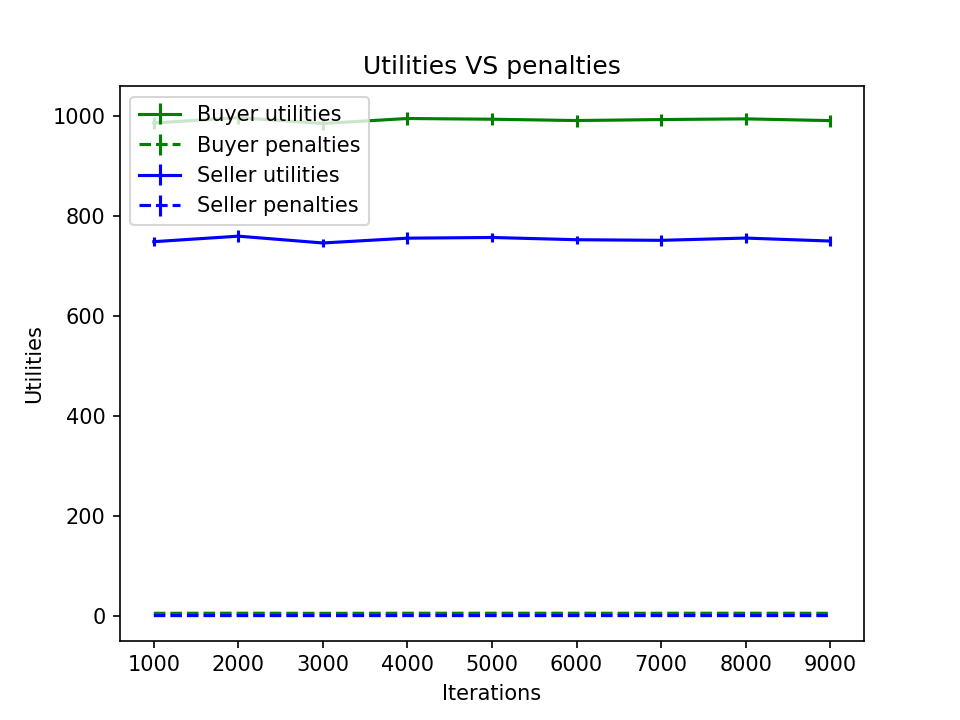 Utilities VS penalties
Buyer utilities
Buyer penalties
Seller utilities
Seller penalties
1000
800
600
400
200
0
Utilities
1000 2000 3000 4000 5000 6000 7000 8000 9000
Iterations